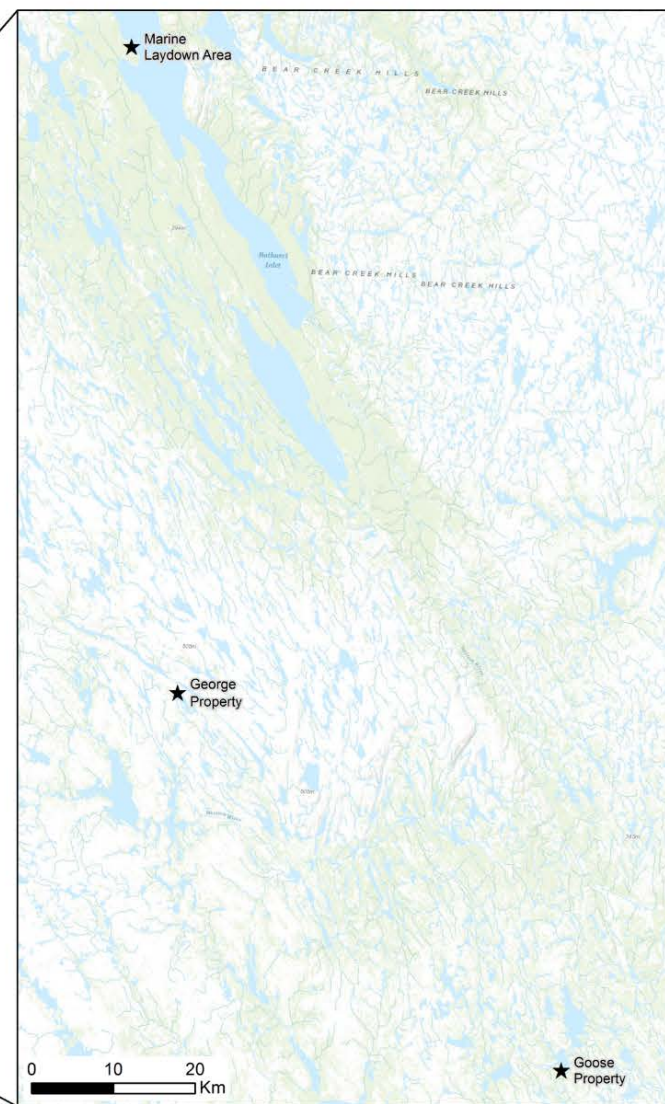 Marine
Laydown Area
BEAR CREEK HILLS
BEAR CREEK HILLS
Bathurst
Inlet
BEAR CREEK HILLS
BEAR CREEK HILLS
George
Property
Goose
Property
0 10 20
Km